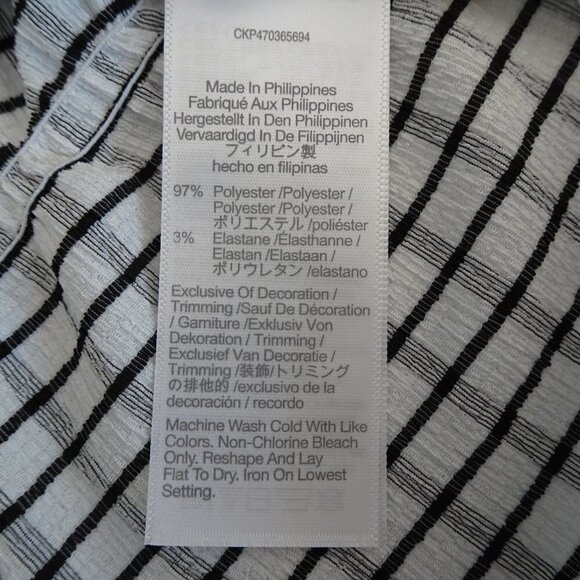 CKP470365694
Made In Philippines
Fabriqué Aux Philippines
Hergestellt In Den Philippinen
Vervaardigd In De Filippijnen
フィリピン製
hecho en filipinas
97% Polyester /Polyester /
Polyester /Polyester /
ポリエステル /poliéster
3% Elastane /Élasthanne /
Elastan /Elastaan /
ポリウレタン /elastano
Exclusive Of Decoration /
Trimming /Sauf De Décoration
/ Garniture /Exklusiv Von
Dekoration / Trimming /
Exclusief Van Decoratie /
Trimming /装飾/トリミング
の排他的 /exclusivo de la
decoración / recordo
Machine Wash Cold With Like
Colors. Non-Chlorine Bleach
Only. Reshape And Lay
Flat To Dry. Iron On Lowest
Setting.